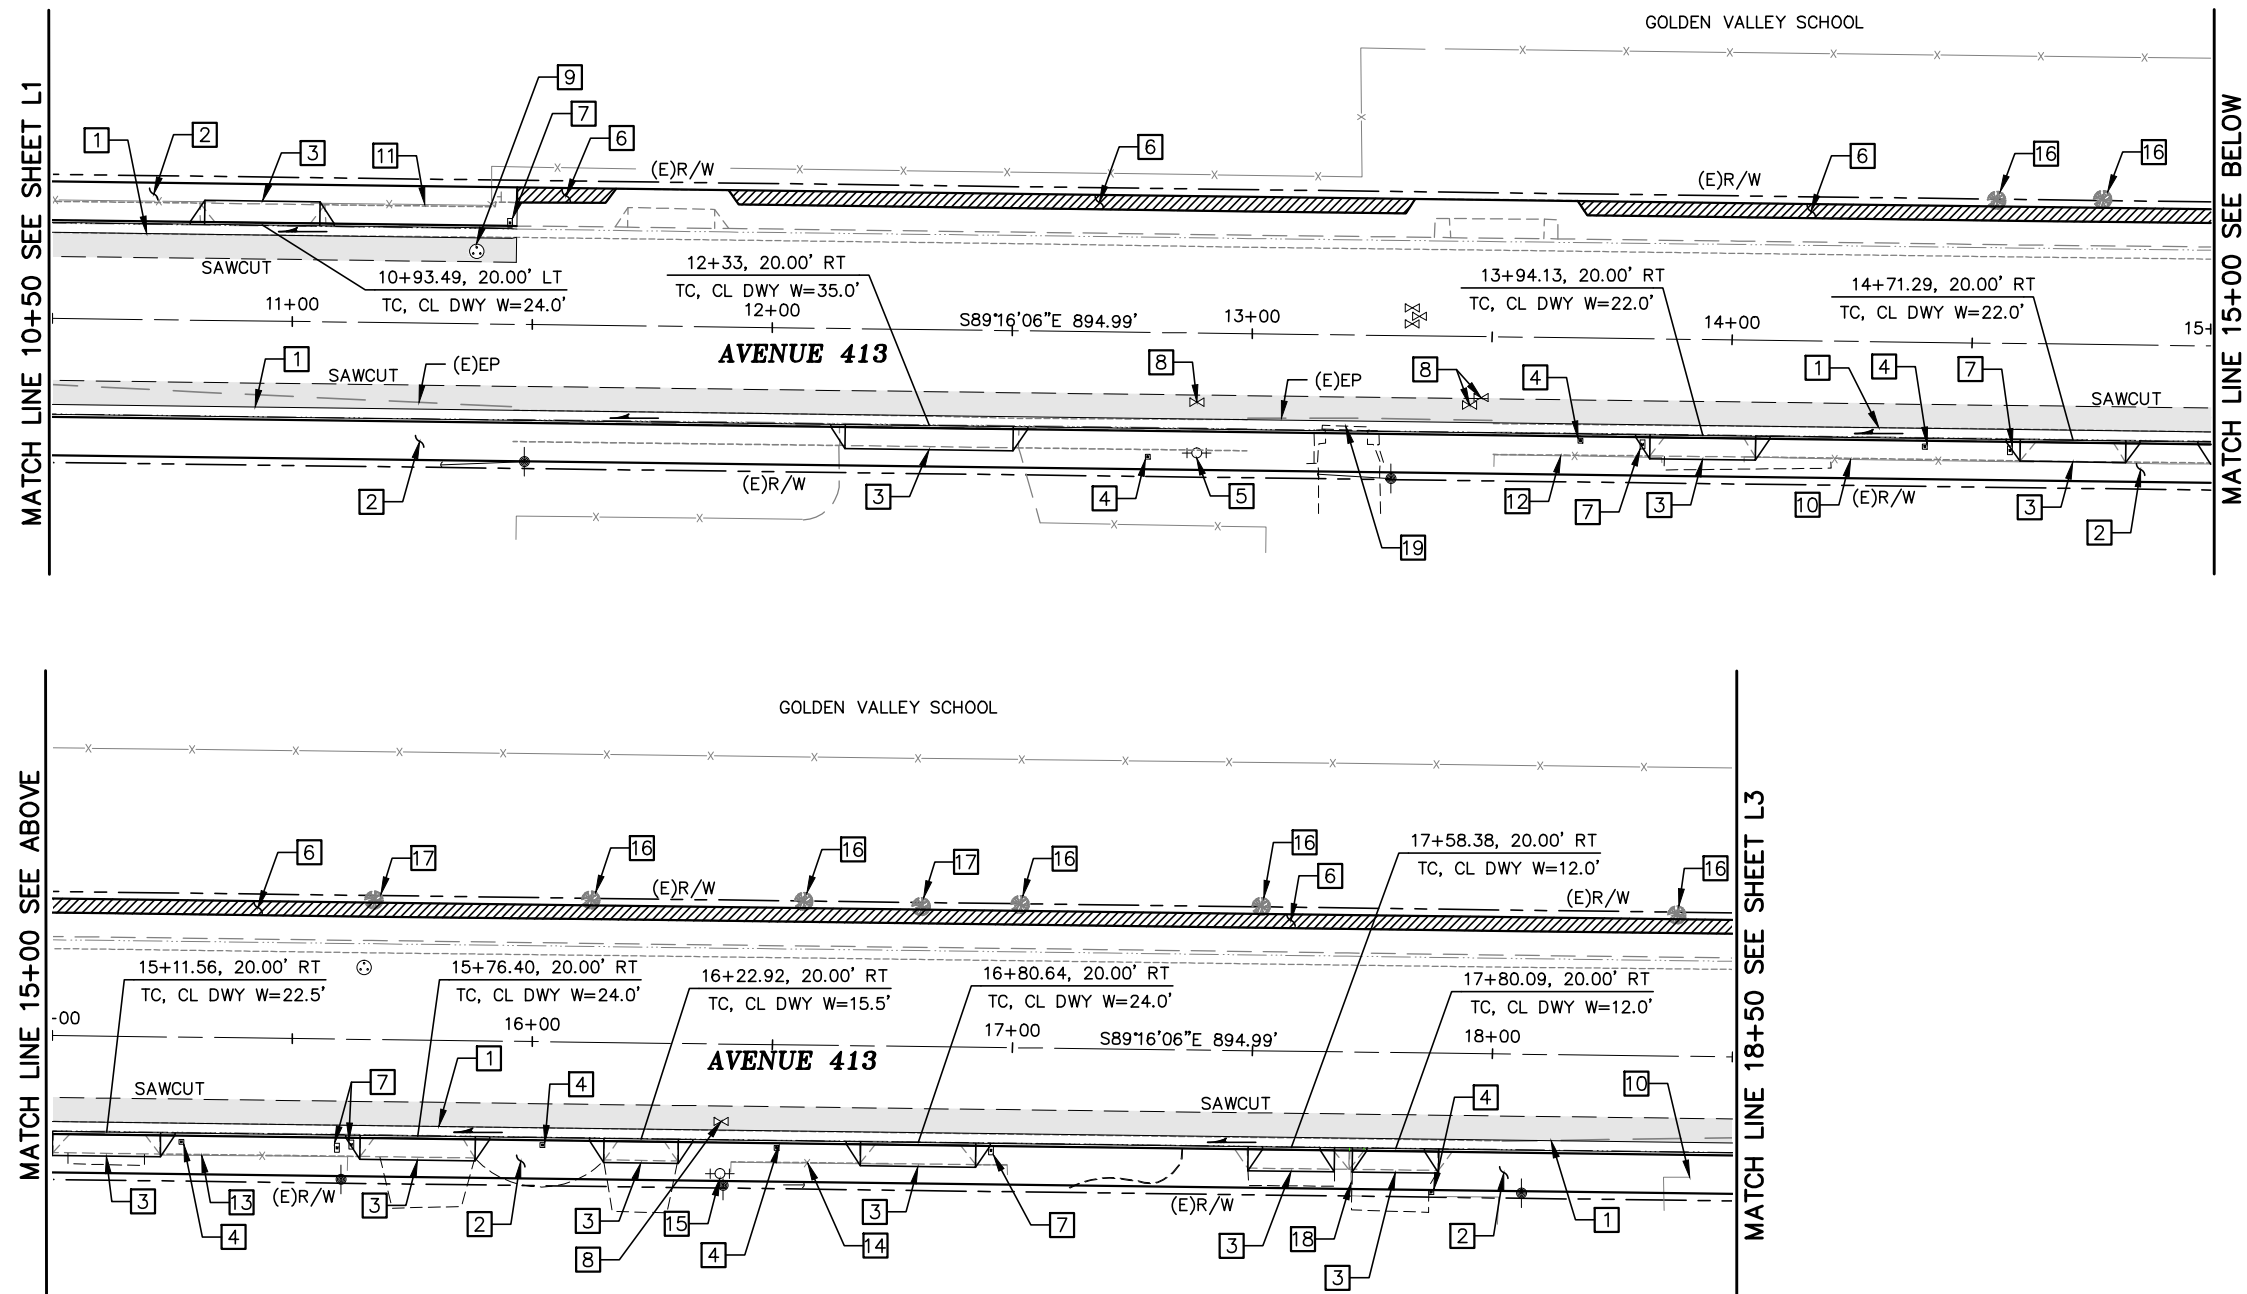 GOLDEN VALLEY SCHOOL
MATCH LINE 10+50 SEE SHEET L1
MATCH LINE 15+00 SEE BELOW
9
7
6
1
2
3
11
6
6
16
16
(E)R/W
(E)R/W
SAWCUT
10+93.49, 20.00' LT
TC, CL DWY W=24.0'
12+33, 20.00' RT
TC, CL DWY W=35.0'
13+94.13, 20.00' RT
TC, CL DWY W=22.0'
14+71.29, 20.00' RT
TC, CL DWY W=22.0'
11+00
12+00
S89°16'06"E 894.99'
13+00
14+00
15+
AVENUE 413
1
SAWCUT
(E)EP
8
(E)EP
8
4
1
4
7
SAWCUT
2
(E)R/W
3
4
5
19
12
7
3
10
(E)R/W
3
2
GOLDEN VALLEY SCHOOL
MATCH LINE 15+00 SEE ABOVE
MATCH LINE 18+50 SEE SHEET L3
6
17
16
(E)R/W
16
17
16
16
6
17+58.38, 20.00' RT
TC, CL DWY W=12.0'
(E)R/W
16
15+11.56, 20.00' RT
TC, CL DWY W=22.5'
15+76.40, 20.00' RT
TC, CL DWY W=24.0'
16+22.92, 20.00' RT
TC, CL DWY W=15.5'
16+80.64, 20.00' RT
TC, CL DWY W=24.0'
17+80.09, 20.00' RT
TC, CL DWY W=12.0'
-00
16+00
17+00
S89°16'06"E 894.99'
18+00
AVENUE 413
SAWCUT
7
1
4
SAWCUT
4
10
3
4
13
(E)R/W
3
2
3
8
15
4
3
14
7
(E)R/W
3
18
3
2
1